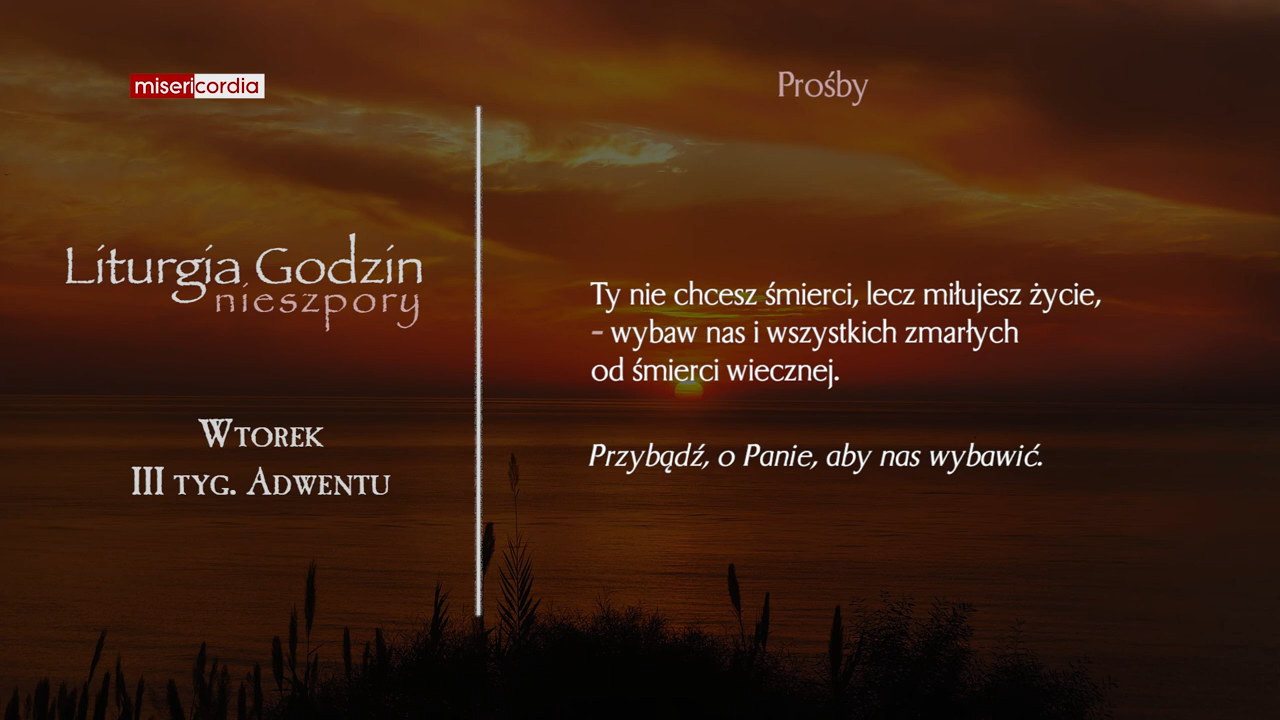 misericordia
Prośby
Liturgia Godzin
nieszpory
Wtorek
III tyg. Adwentu
Ty nie chcesz śmierci, lecz miłujesz życie,
- wybaw nas i wszystkich zmarłych
od śmierci wiecznej.
Przybądź, o Panie, aby nas wybawić.